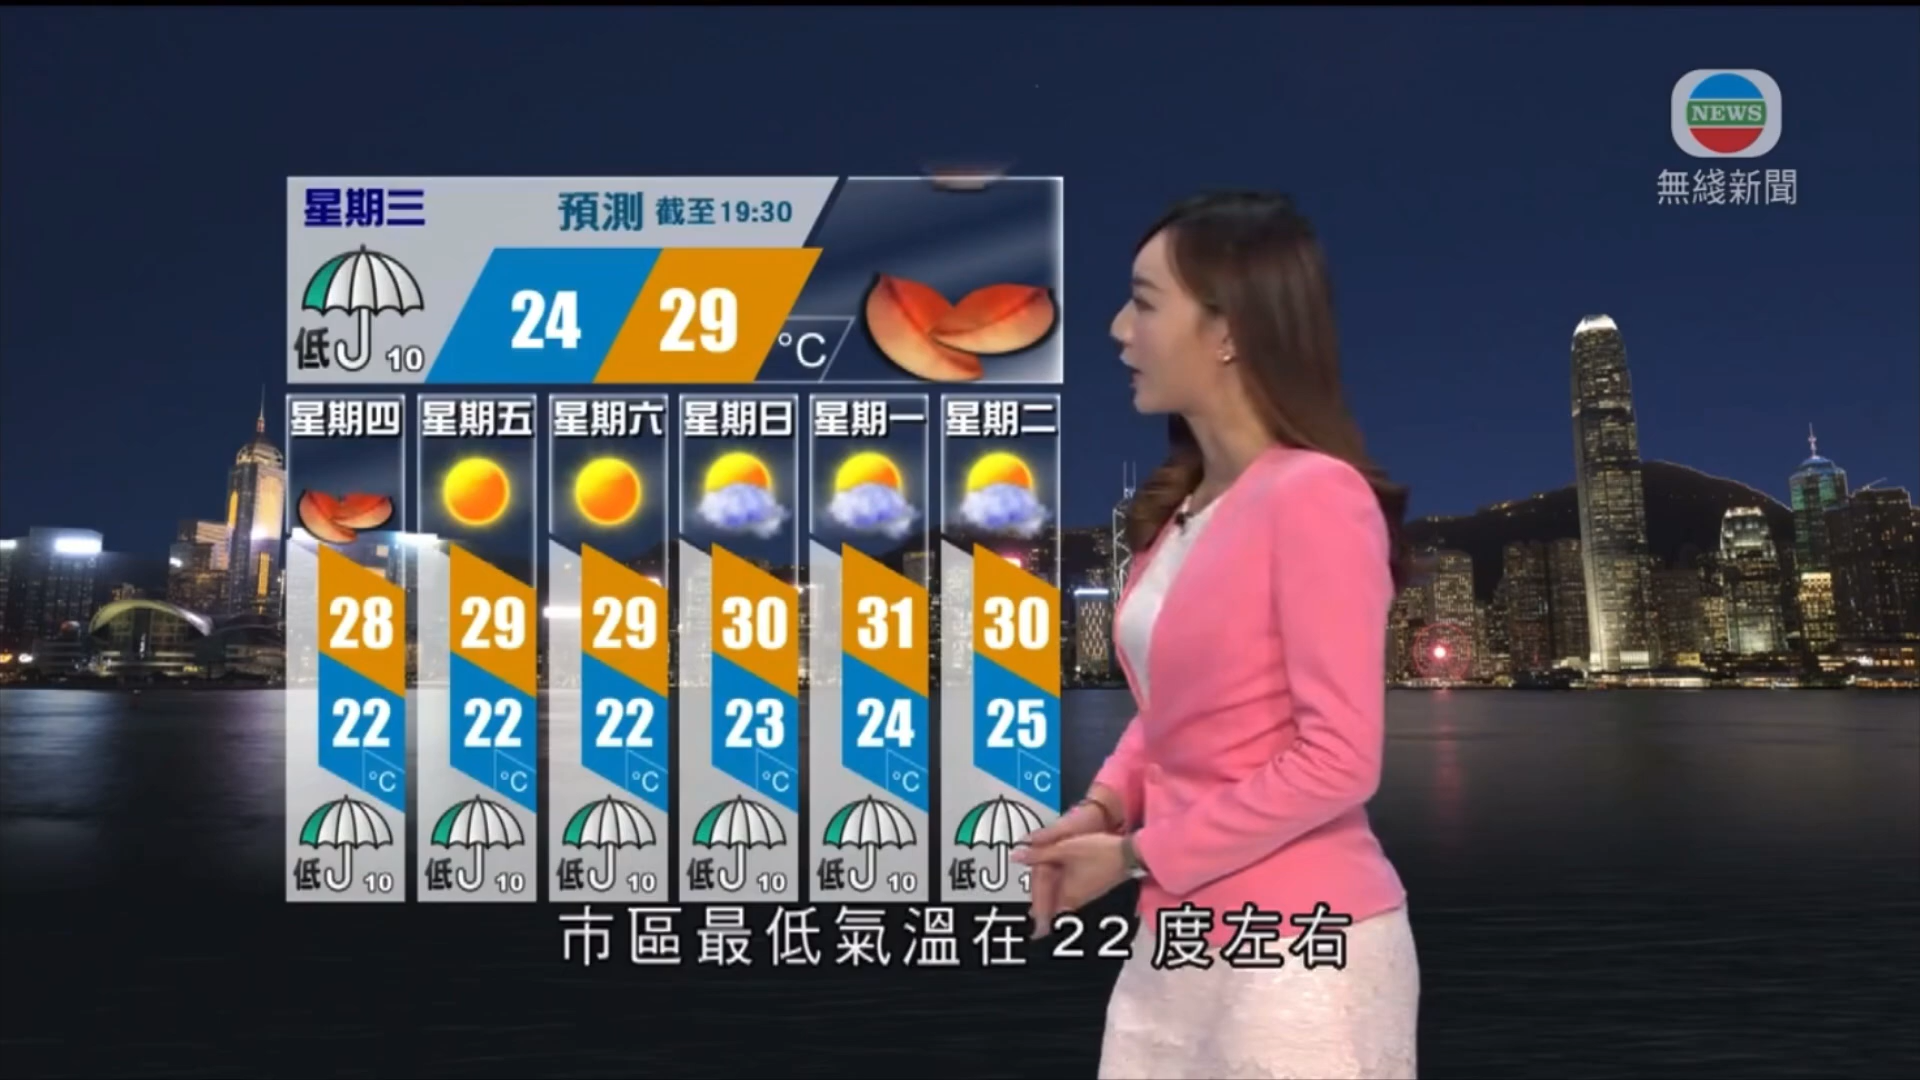 NEWS
無綫新聞
星期三 預測 截至19:30
24 29 °C
低 10
星期四 星期五 星期六 星期日 星期一 星期二
28 29 29 30 31 30
22 22 22 23 24 25
°C °C °C °C °C °C
低 10 低 10 低 10 低 10 低 10 低
市區最低氣溫在22度左右